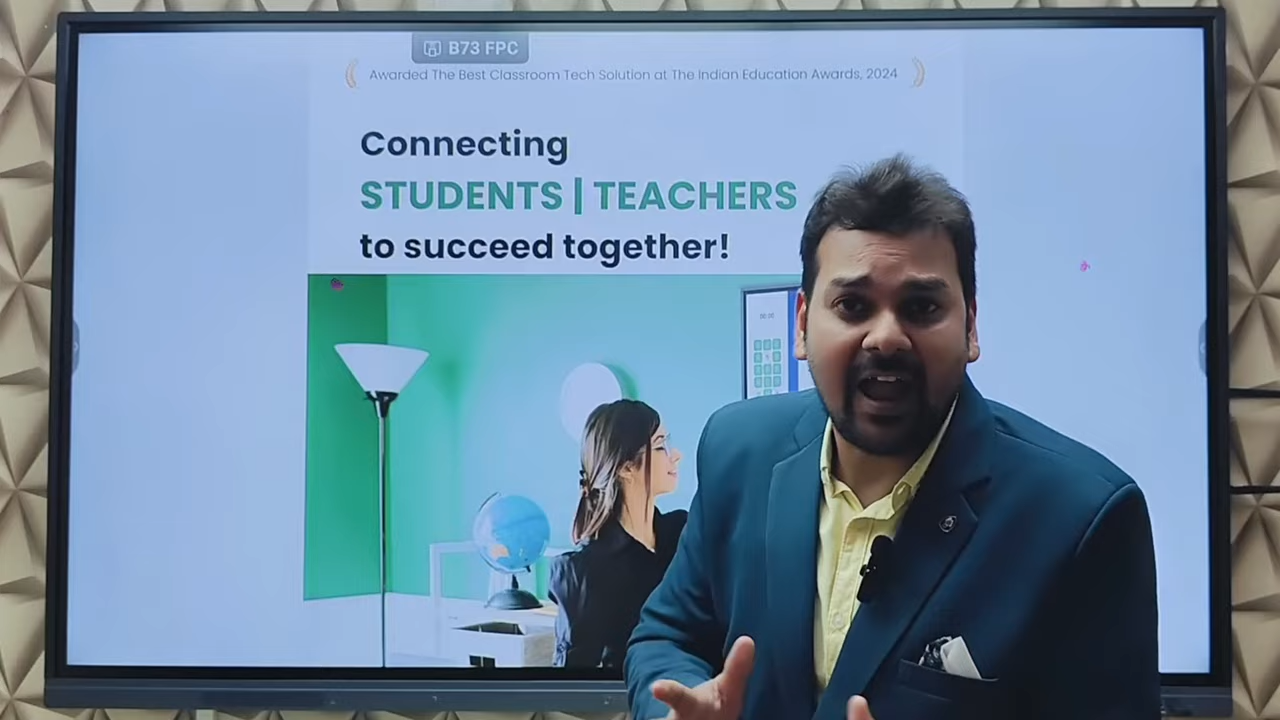 B73 FPC
Awarded The Best Classroom Tech Solution at The Indian Education Awards, 2024
Connecting
STUDENTS | TEACHERS
to succeed together!